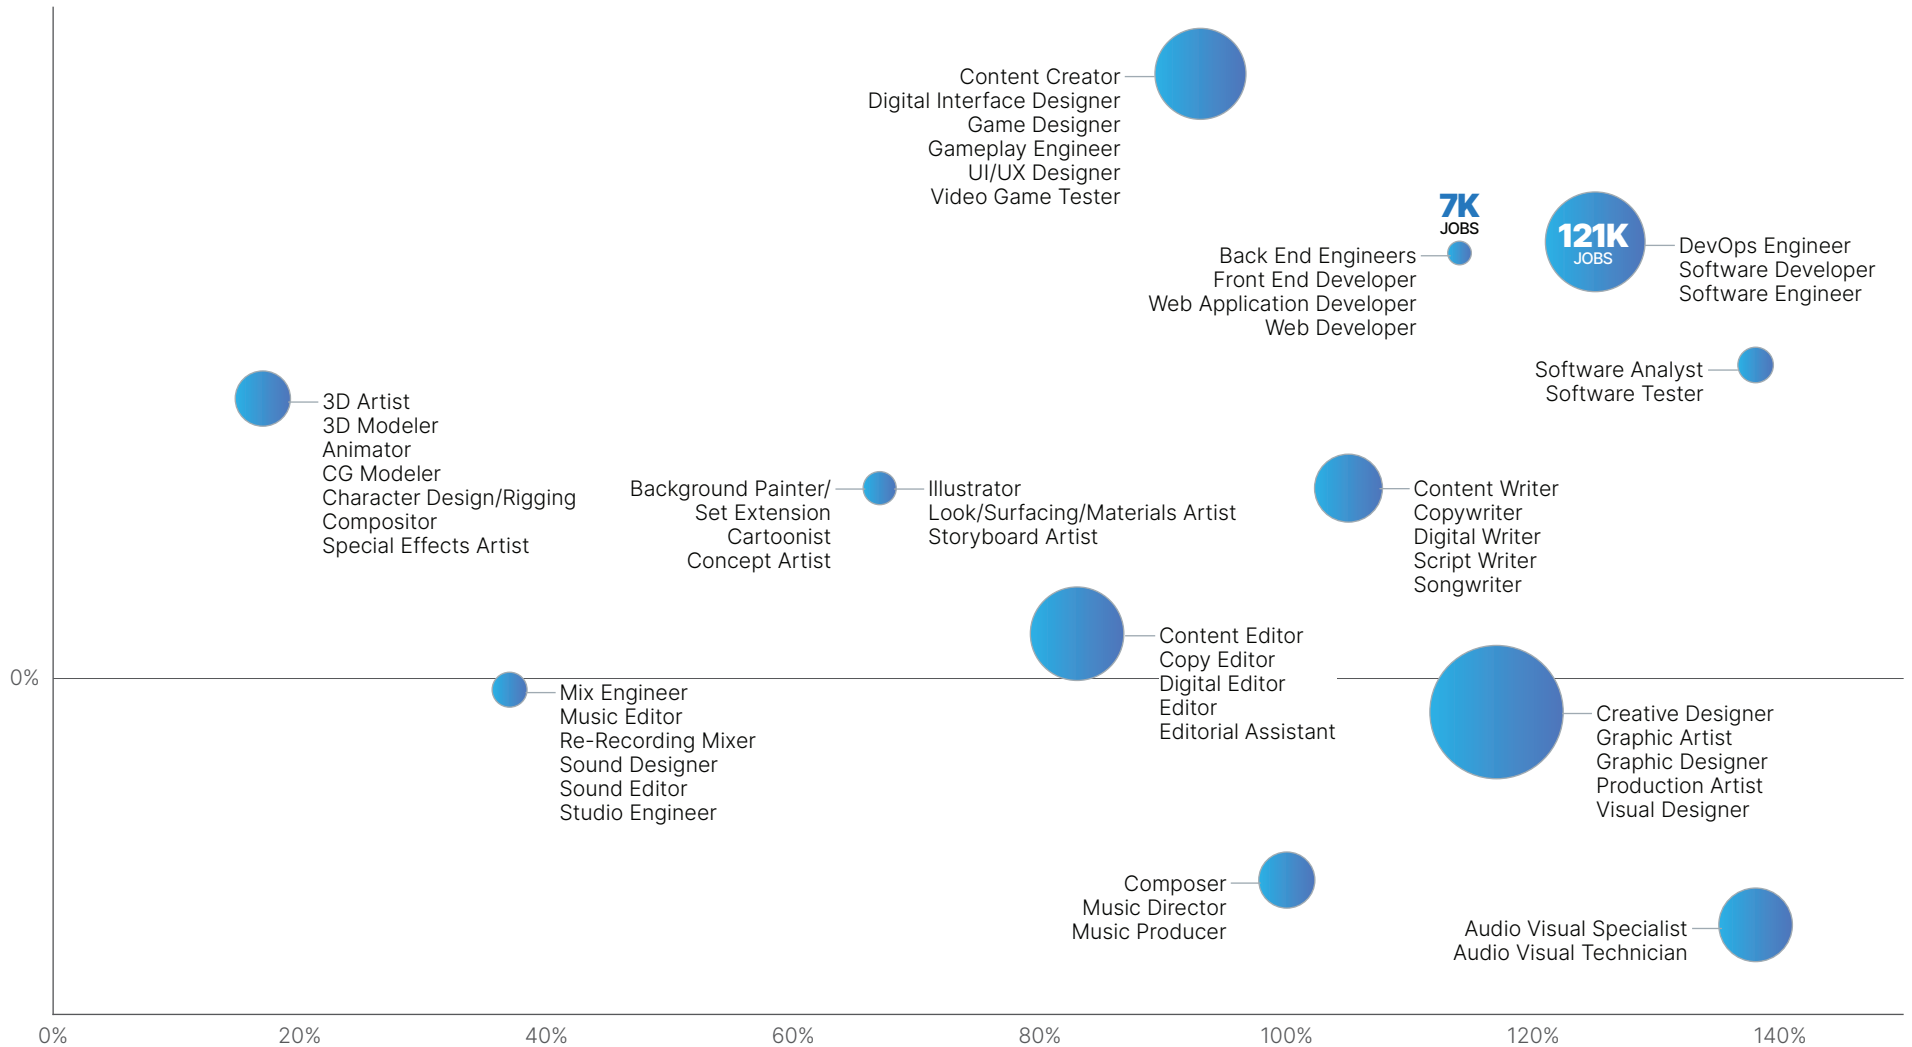 Content Creator
Digital Interface Designer
Game Designer
Gameplay Engineer
UI/UX Designer
Video Game Tester
7K
JOBS
Back End Engineers
Front End Developer
Web Application Developer
Web Developer
121K
JOBS
DevOps Engineer
Software Developer
Software Engineer
Software Analyst
Software Tester
3D Artist
3D Modeler
Animator
CG Modeler
Character Design/Rigging
Compositor
Special Effects Artist
Background Painter/
Set Extension
Cartoonist
Concept Artist
Illustrator
Look/Surfacing/Materials Artist
Storyboard Artist
Content Writer
Copywriter
Digital Writer
Script Writer
Songwriter
Content Editor
Copy Editor
Digital Editor
Editor
Editorial Assistant
0%
Mix Engineer
Music Editor
Re-Recording Mixer
Sound Designer
Sound Editor
Studio Engineer
Creative Designer
Graphic Artist
Graphic Designer
Production Artist
Visual Designer
Composer
Music Director
Music Producer
Audio Visual Specialist
Audio Visual Technician
0% 20% 40% 60% 80% 100% 120% 140%